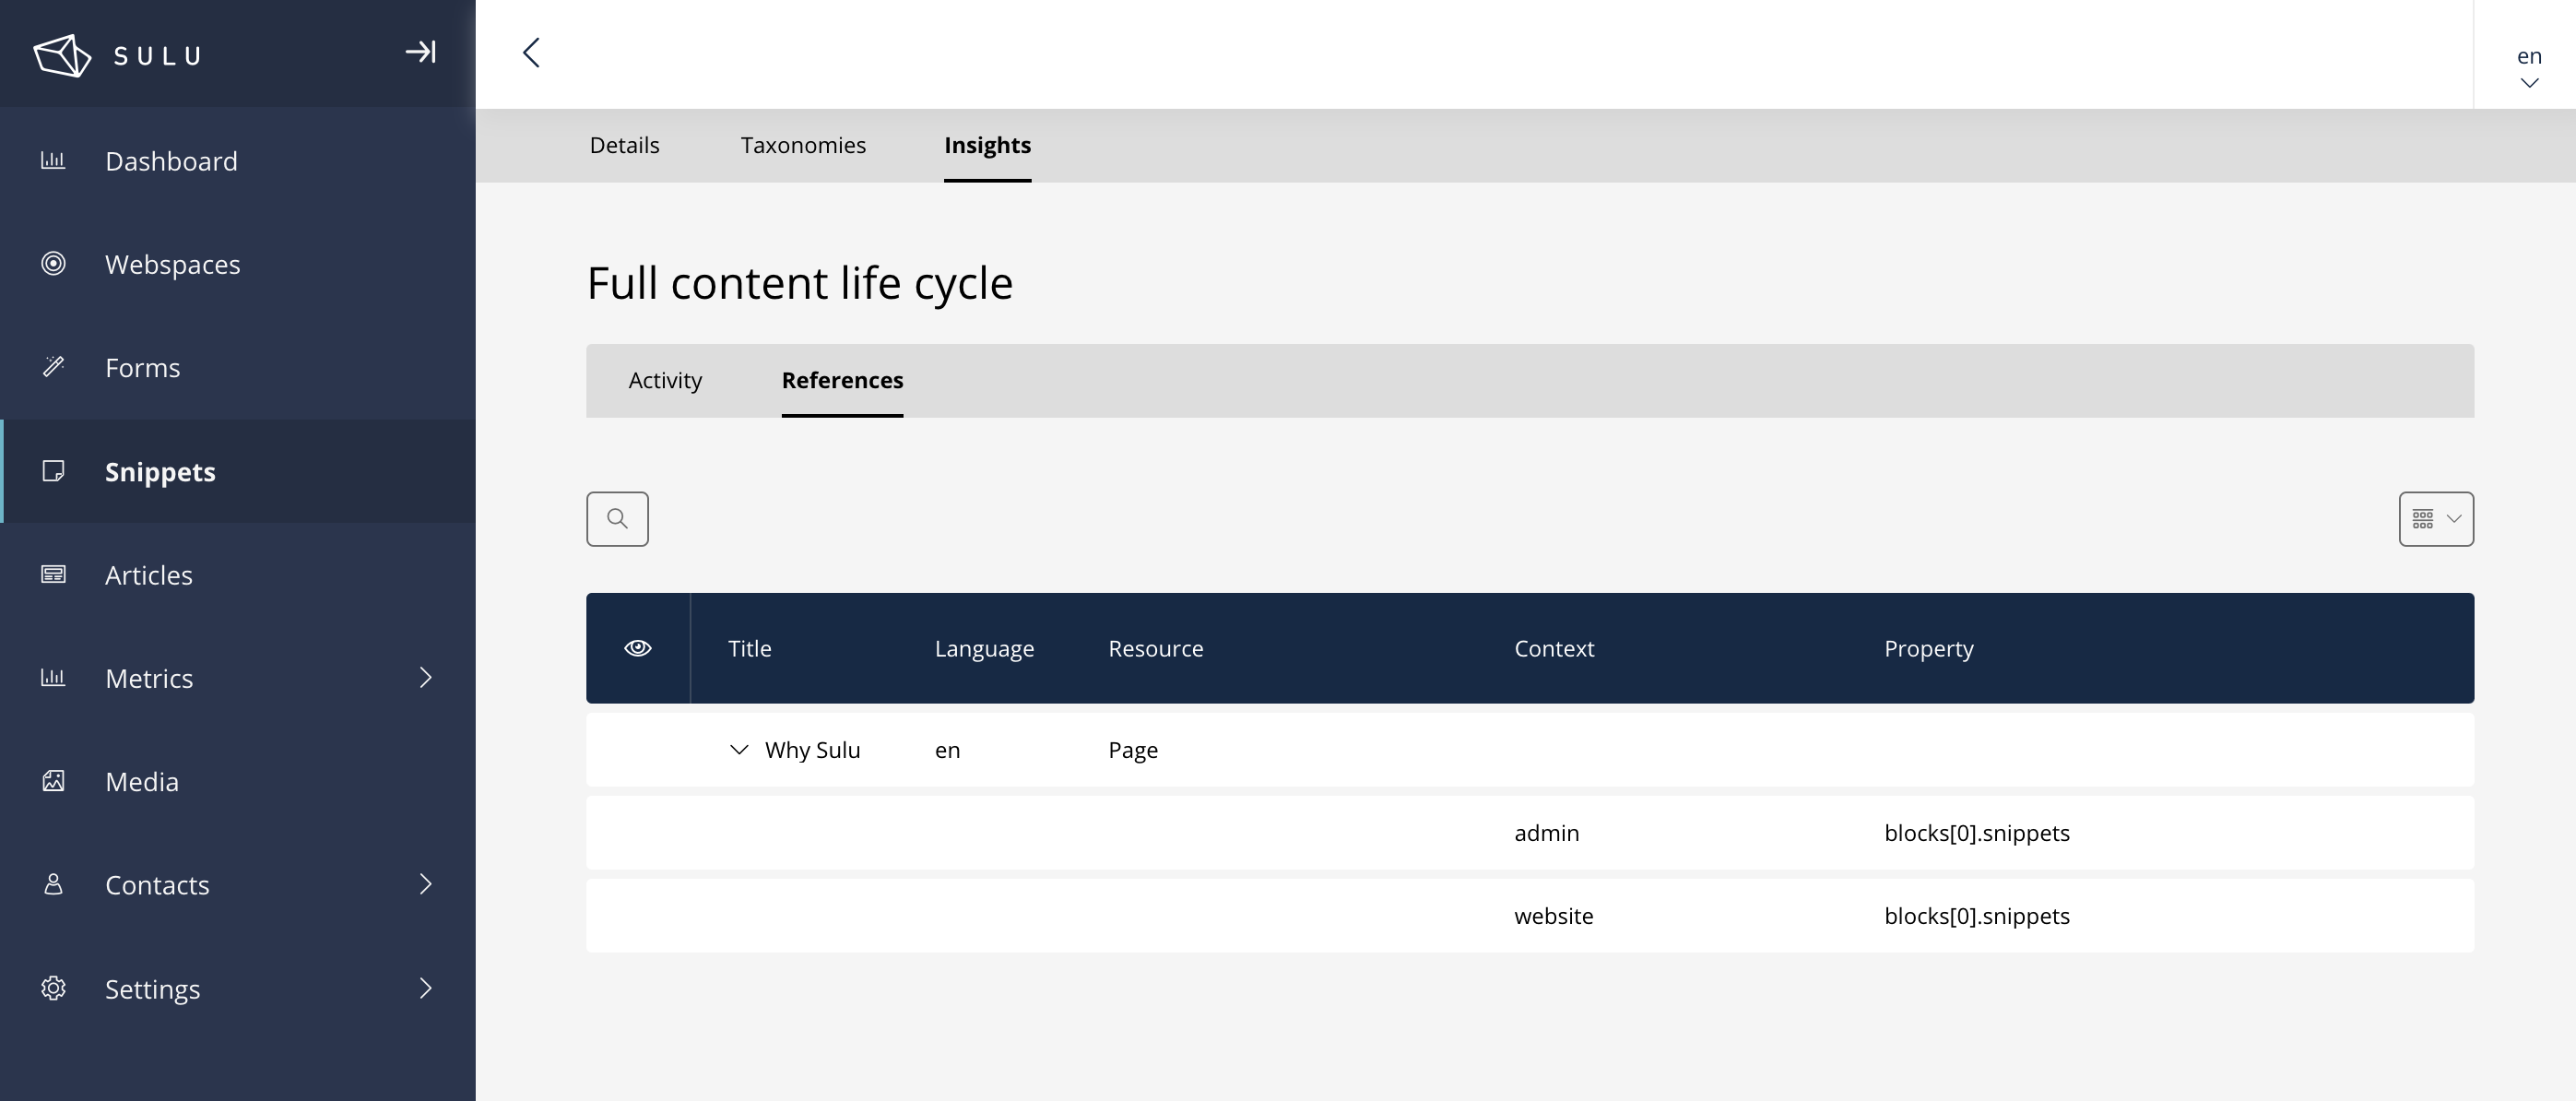 SULU
en
Dashboard
Webspaces
Forms
Snippets
Articles
Metrics
Media
Contacts
Settings
Details Taxonomies Insights
Full content life cycle
Activity References
Title Language Resource Context Property
Why Sulu en Page
admin blocks[0].snippets
website blocks[0].snippets